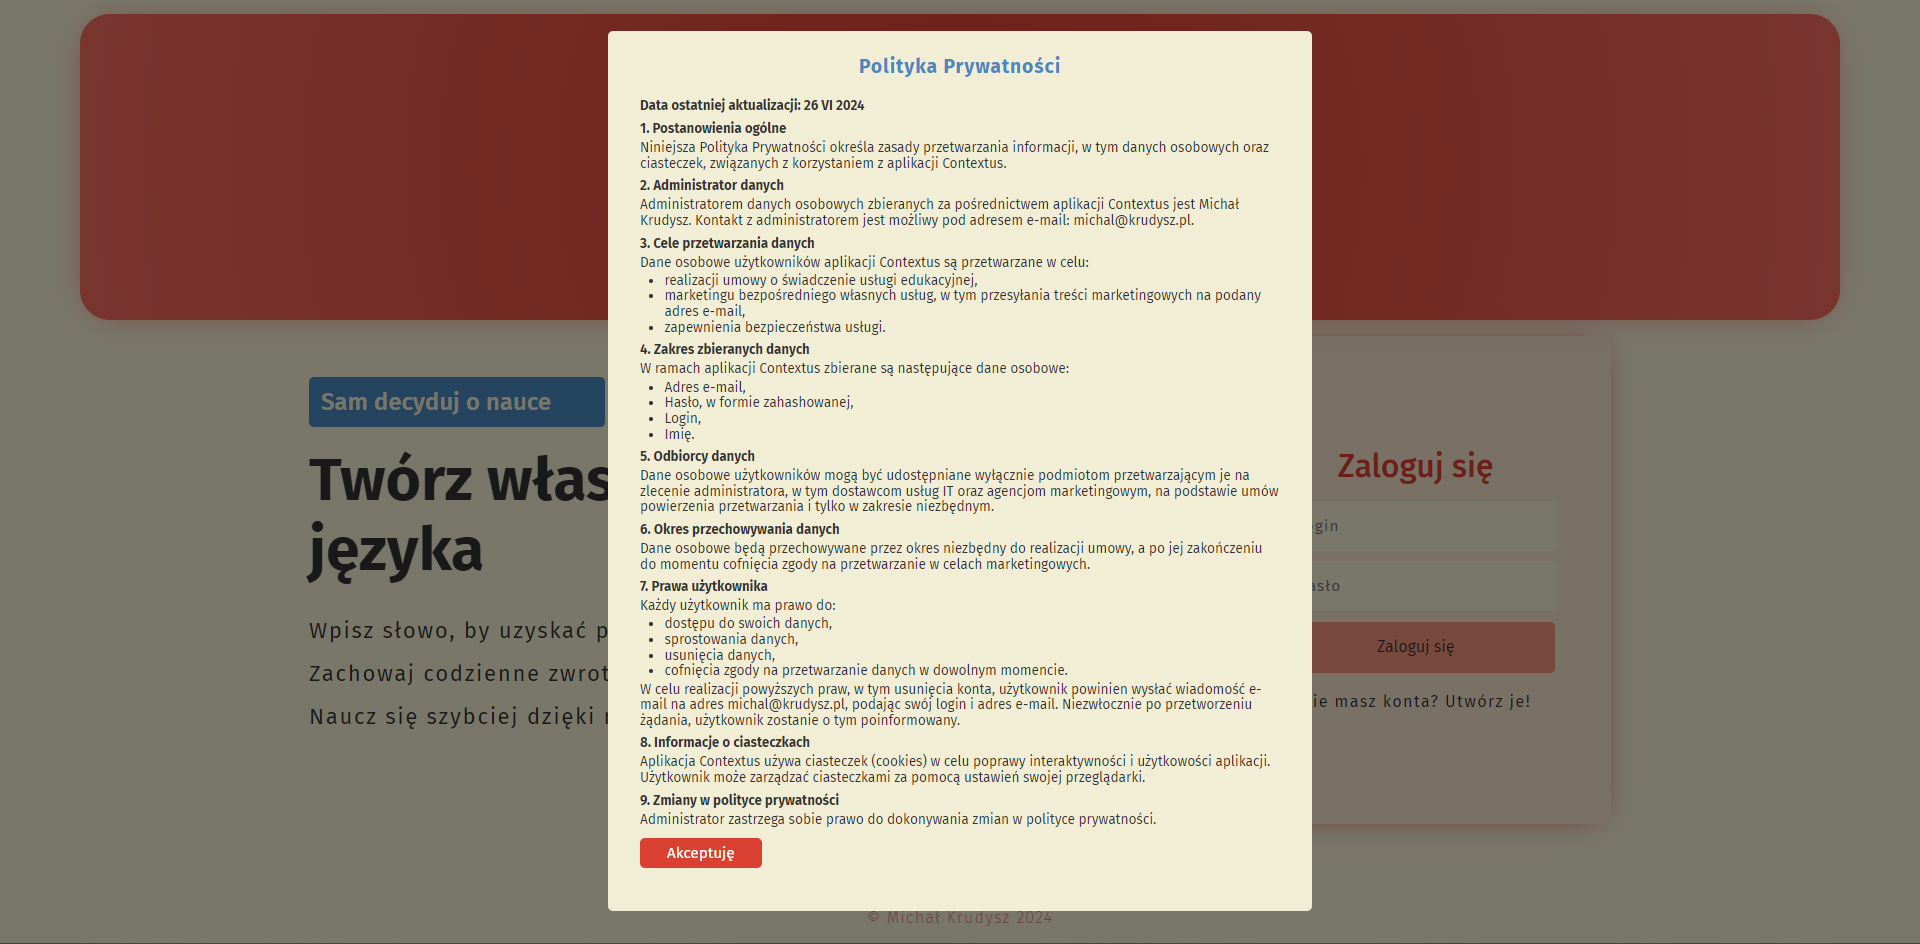 Polityka Prywatności
Data ostatniej aktualizacji: 26 VI 2024
1. Postanowienia ogólne
Niniejsza Polityka Prywatności określa zasady przetwarzania informacji, w tym danych osobowych oraz
ciasteczek, związanych z korzystaniem z aplikacji Contextus.
2. Administrator danych
Administratorem danych osobowych zbieranych za pośrednictwem aplikacji Contextus jest Michał
Krudysz. Kontakt z administratorem jest możliwy pod adresem e-mail: michal@krudysz.pl.
3. Cele przetwarzania danych
Dane osobowe użytkowników aplikacji Contextus są przetwarzane w celu:
• realizacji umowy o świadczenie usługi edukacyjnej,
• marketingu bezpośredniego własnych usług, w tym przesyłania treści marketingowych na podany
adres e-mail,
• zapewnienia bezpieczeństwa usługi.
4. Zakres zbieranych danych
W ramach aplikacji Contextus zbierane są następujące dane osobowe:
• Adres e-mail,
• Hasło, w formie zahashowanej,
• Login,
• Imię.
5. Odbiorcy danych
Dane osobowe użytkowników mogą być udostępniane wyłącznie podmiotom przetwarzającym je na
zlecenie administratora, w tym dostawcom usług IT oraz agencjom marketingowym, na podstawie umów
powierzenia przetwarzania i tylko w zakresie niezbędnym.
6. Okres przechowywania danych
Dane osobowe będą przechowywane przez okres niezbędny do realizacji umowy, a po jej zakończeniu
do momentu cofnięcia zgody na przetwarzanie w celach marketingowych.
7. Prawa użytkownika
Każdy użytkownik ma prawo do:
• dostępu do swoich danych,
• sprostowania danych,
• usunięcia danych,
• cofnięcia zgody na przetwarzanie danych w dowolnym momencie.
W celu realizacji powyższych praw, w tym usunięcia konta, użytkownik powinien wysłać wiadomość e-
mail na adres michal@krudysz.pl, podając swój login i adres e-mail. Niezwłocznie po przetworzeniu
żądania, użytkownik zostanie o tym poinformowany.
8. Informacje o ciasteczkach
Aplikacja Contextus używa ciasteczek (cookies) w celu poprawy interaktywności i użytkowości aplikacji.
Użytkownik może zarządzać ciasteczkami za pomocą ustawień swojej przeglądarki.
9. Zmiany w polityce prywatności
Administrator zastrzega sobie prawo do dokonywania zmian w polityce prywatności.
Akceptuję
Sam decyduj o nauce
Twórz włas
języka
Wpisz słowo, by uzyskać p
Zachowaj codzienne zwrot
Naucz się szybciej dzięki
Zaloguj się
gin
asło
Zaloguj się
ie masz konta? Utwórz je!
© Michał Krudysz 2024